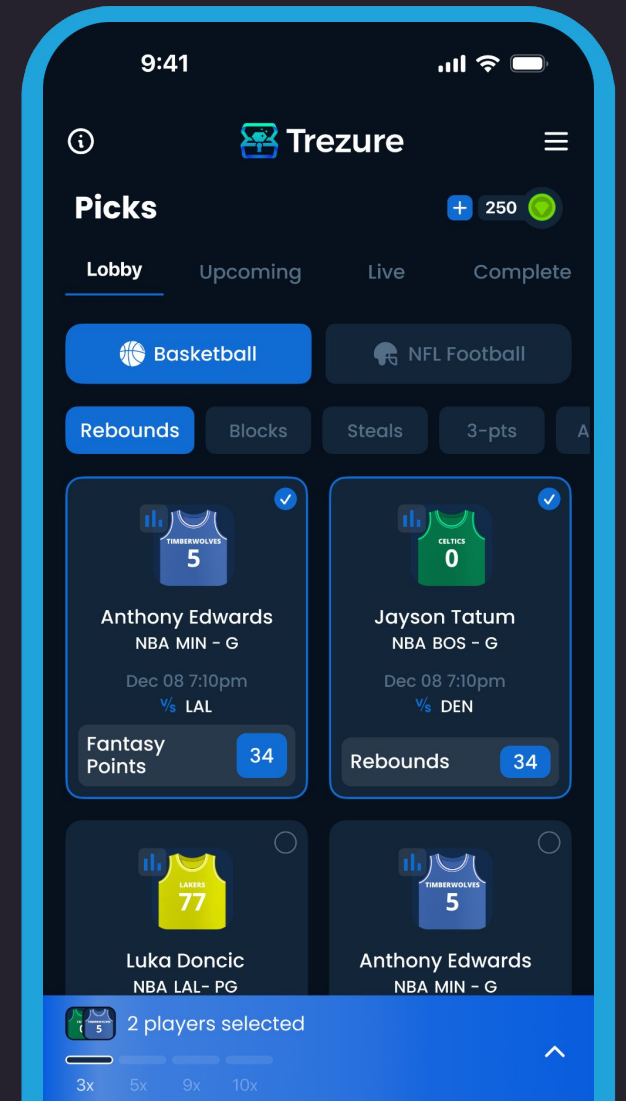 9:41
Trezure
Picks
250
Lobby Upcoming Live Complete
Basketball NFL Football
Rebounds Blocks Steals 3-pts A
TIMBERWOLVES
5
CELTICS
0
Anthony Edwards
NBA MIN - G
Jayson Tatum
NBA BOS - G
Dec 08 7:10pm
V/s LAL
Dec 08 7:10pm
V/s DEN
Fantasy
Points
34
Rebounds 34
LAKERS
77
TIMBERWOLVES
5
Luka Doncic
NBA LAL- PG
Anthony Edwards
NBA MIN - G
5
2 players selected
3x 5x 9x 10x